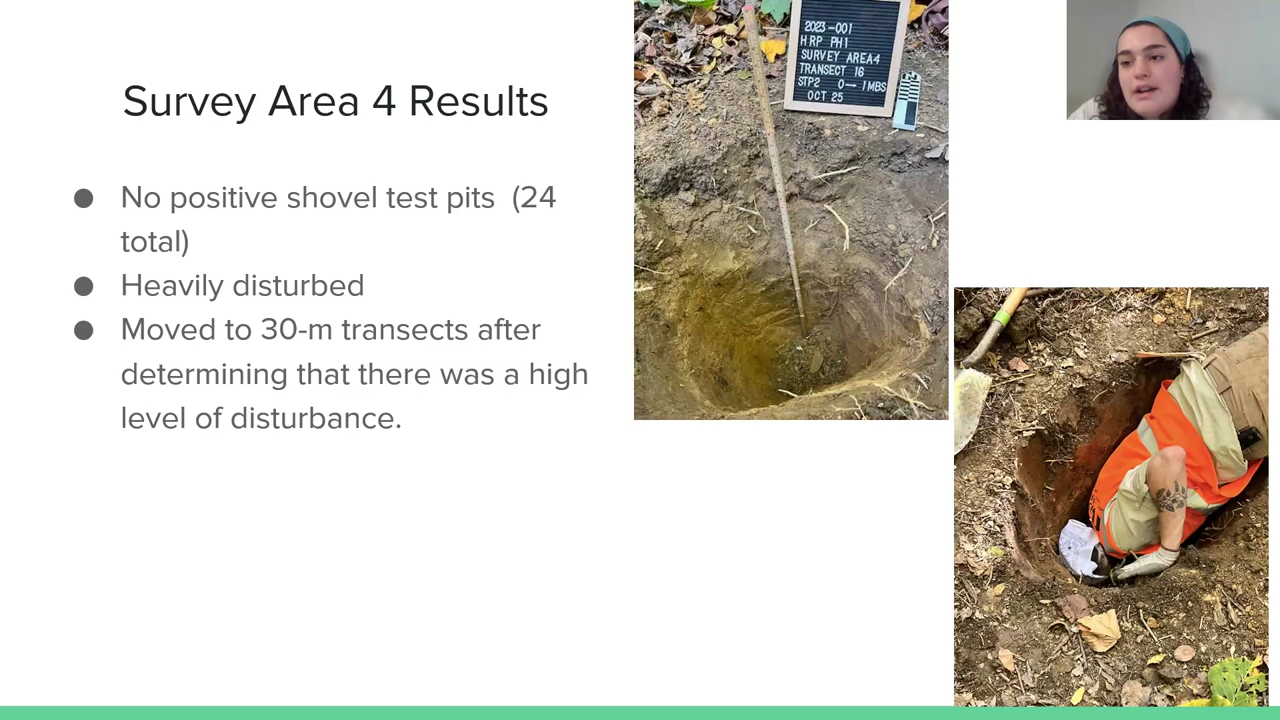 Survey Area 4 Results
● No positive shovel test pits (24
total)
● Heavily disturbed
● Moved to 30-m transects after
determining that there was a high
level of disturbance.
2023-001
HRP PH1
SURVEY AREA4
TRANSECT 16
STP2 0→1MBS
OCT 25